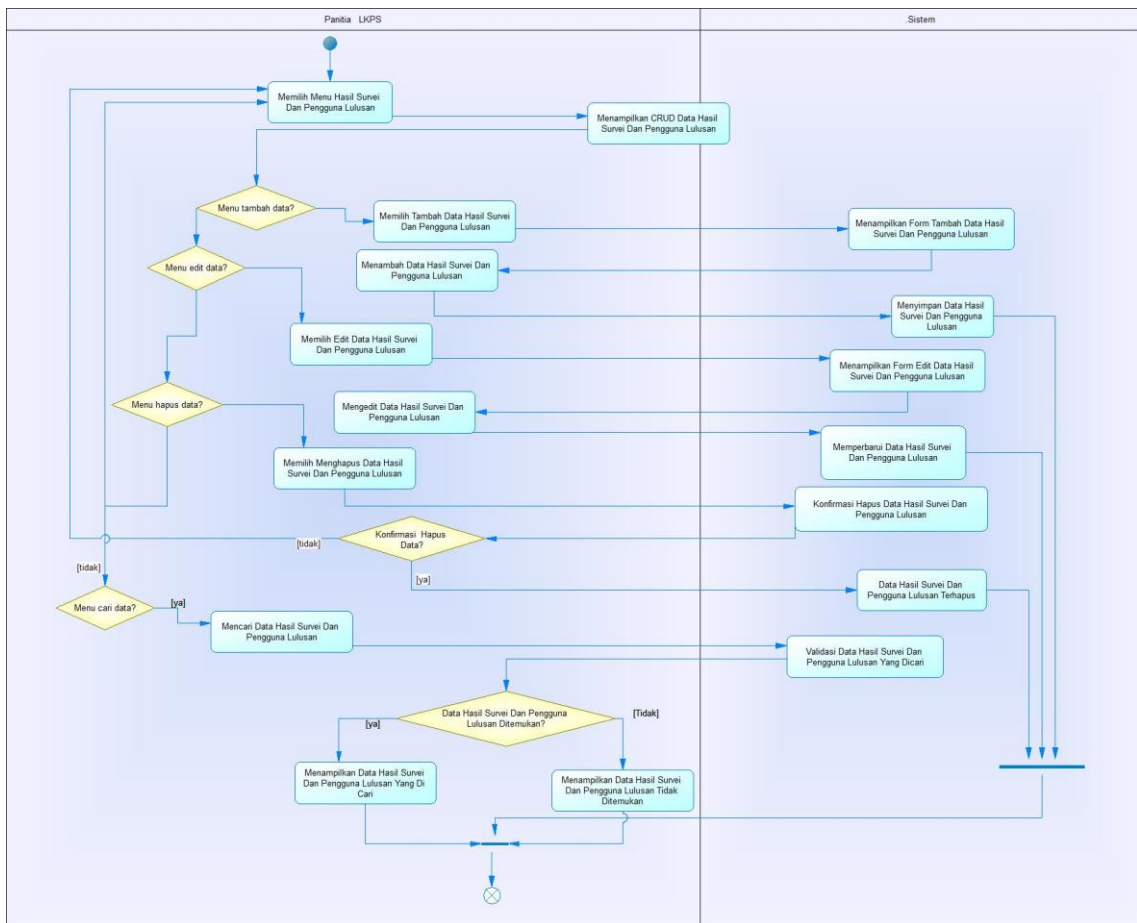 Panitia LKPS
.Sistem
Memilih Menu Hasil Survei
Dan Pengguna Lulusan
Menampilkan CRUD Data Hasil
Survei Dan Pengguna Lulusan
Menu tambah data?
Memilih Tambah Data Hasil Survei
Dan Pengguna Lulusan
Menampilkan Form Tambah Data Hasil
Survei Dan Pengguna Lulusan
Menu edit data?
Menambah Data Hasil Survei Dan
Pengguna Lulusan
Menyimpan Data Hasil
Survei Dan Pengguna
Lulusan
Memilih Edit Data Hasil Survei
Dan Pengguna Lulusan
Menampilkan Form Edit Data Hasil
Survei Dan Pengguna Lulusan
Menu hapus data?
Mengedit Data Hasil Survei Dan
Pengguna Lulusan
Memperbarui Data Hasil Survei
Dan Pengguna Lulusan
Memilih Menghapus Data Hasil
Survei Dan Pengguna Lulusan
Konfirmasi Hapus Data Hasil Survei Dan
Pengguna Lulusan
Konfirmasi Hapus
Data?
[tidak]
[ya]
[tidak]
Data Hasil Survei Dan
Pengguna Lulusan Terhapus
Menu cari data?
[ya]
Mencari Data Hasil Survei Dan
Pengguna Lulusan
Validasi Data Hasil Survei Dan
Pengguna Lulusan Yang Dicari
Data Hasil Survei Dan Pengguna
Lulusan Ditemukan?
[ya]
[Tidak]
Menampilkan Data Hasil Survei
Dan Pengguna Lulusan Yang Di
Cari
Menampilkan Data Hasil Survei
Dan Pengguna Lulusan Tidak
Ditemukan